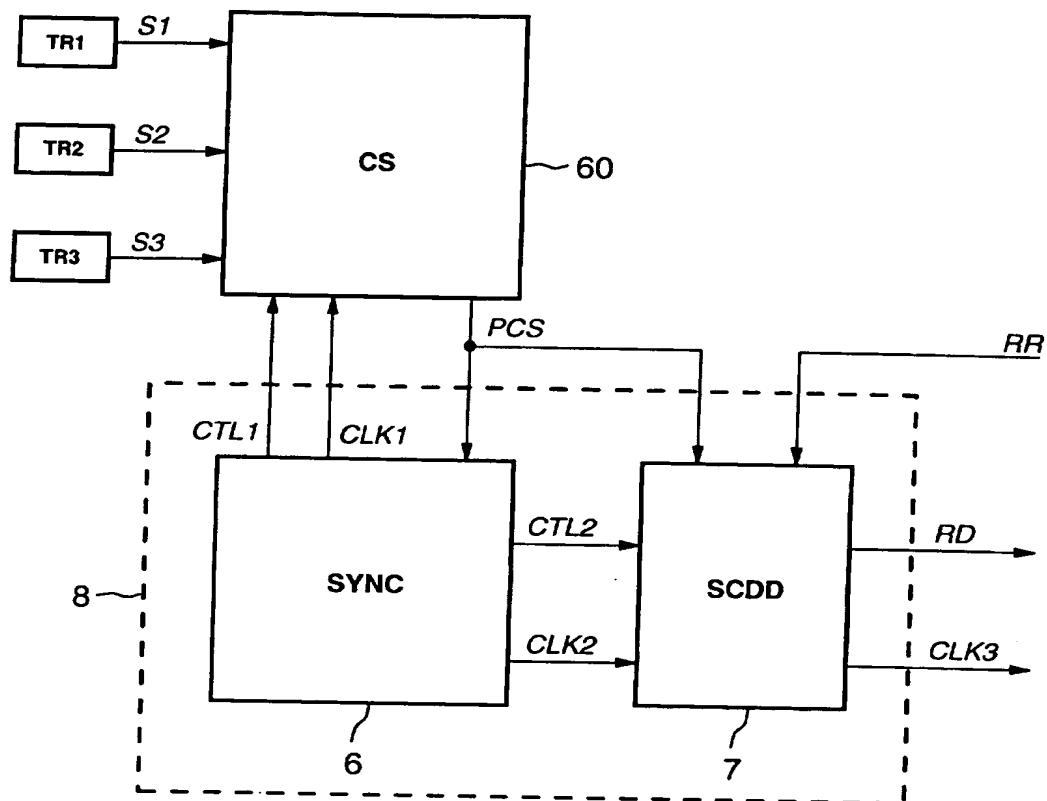 TR1
S1
TR2
S2
CS
60
TR3
S3
PCS
RR
CTL1
CLK1
CTL2
RD
SYNC
SCDD
8
CLK2
CLK3
6
7